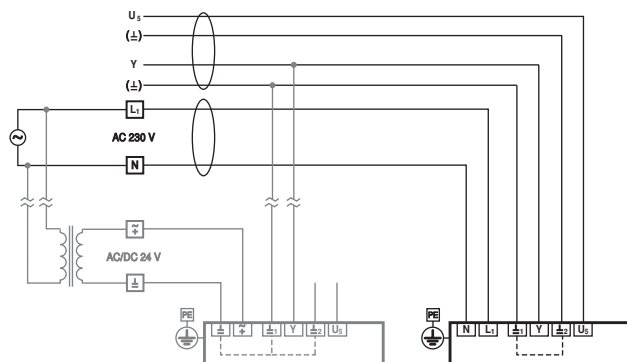 U₅
(⊥)
Y
(⊥)
L₁
AC 230 V
N
~
≂
+
AC/DC 24 V
⊥
PE
PE
⊥ ≂+ ⊥1 Y ⊥2 U₅
N L₁ ⊥1 Y ⊥2 U₅